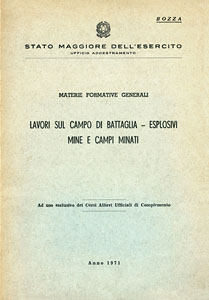 BOZZA
STATO MAGGIORE DELL'ESERCITO
UFFICIO ADDESTRAMENTO
MATERIE FORMATIVE GENERALI
LAVORI SUL CAMPO DI BATTAGLIA - ESPLOSIVI
MINE E CAMPI MINATI
Ad uso esclusivo dei Corsi Allievi Ufficiali di Complemento
Anno 1971